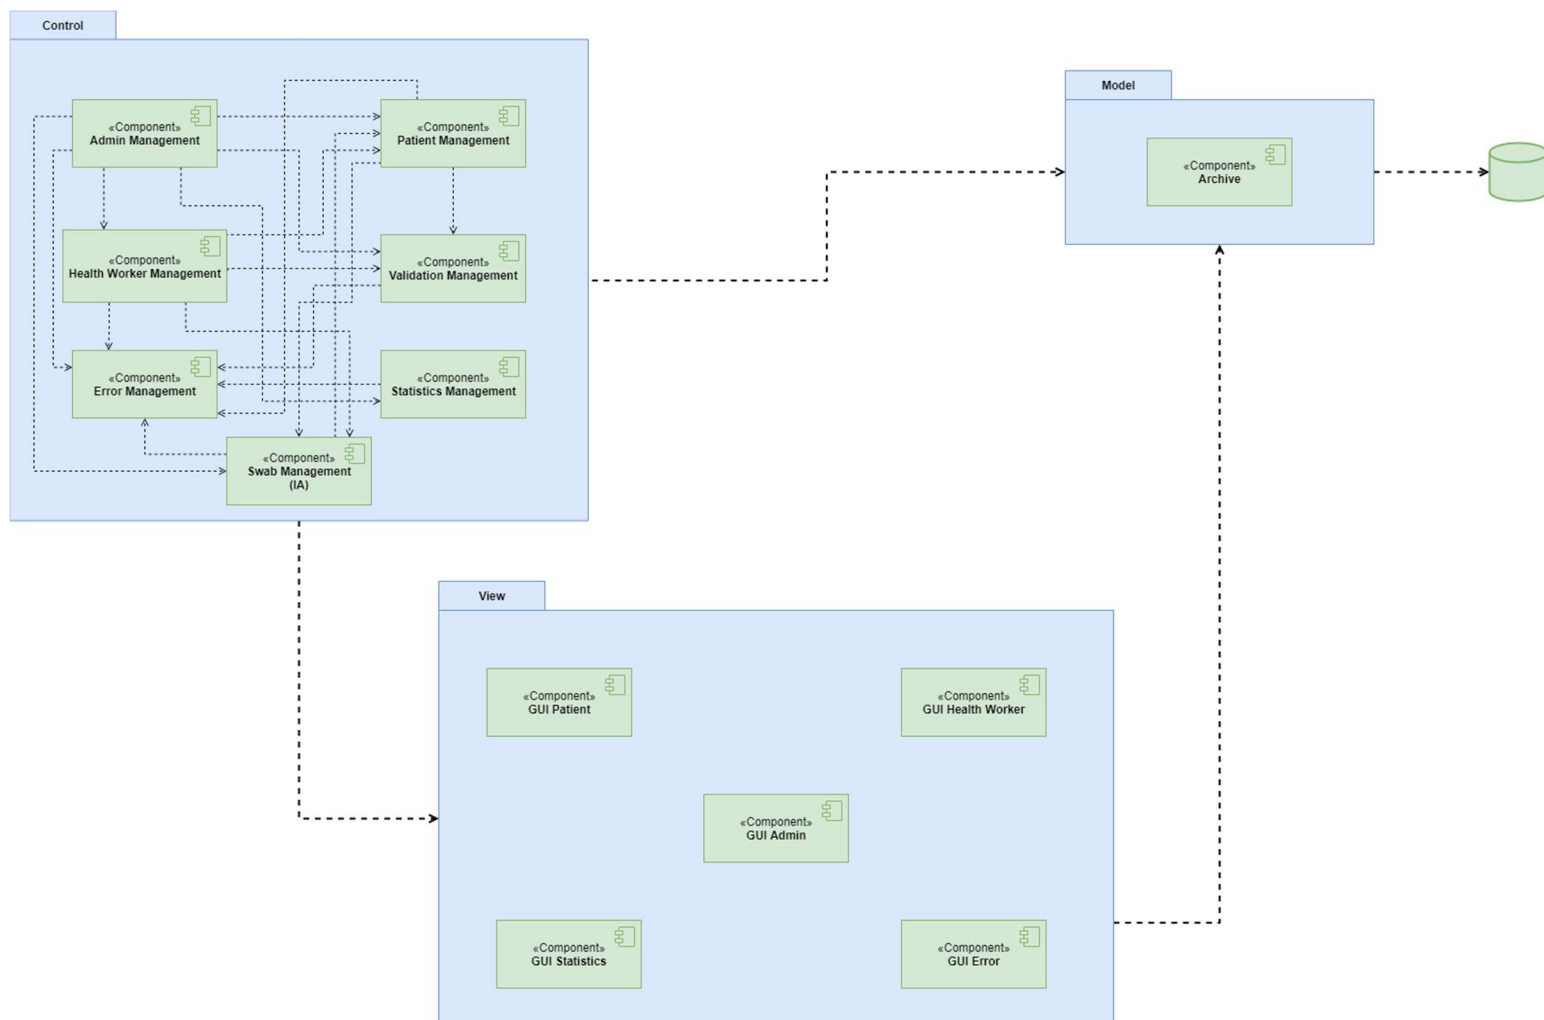 Control
«Component»
Admin Management
«Component»
Patient Management
«Component»
Health Worker Management
«Component»
Validation Management
«Component»
Error Management
«Component»
Statistics Management
«Component»
Swab Management
(IA)
Model
«Component»
Archive
View
«Component»
GUI Patient
«Component»
GUI Health Worker
«Component»
GUI Admin
«Component»
GUI Statistics
«Component»
GUI Error